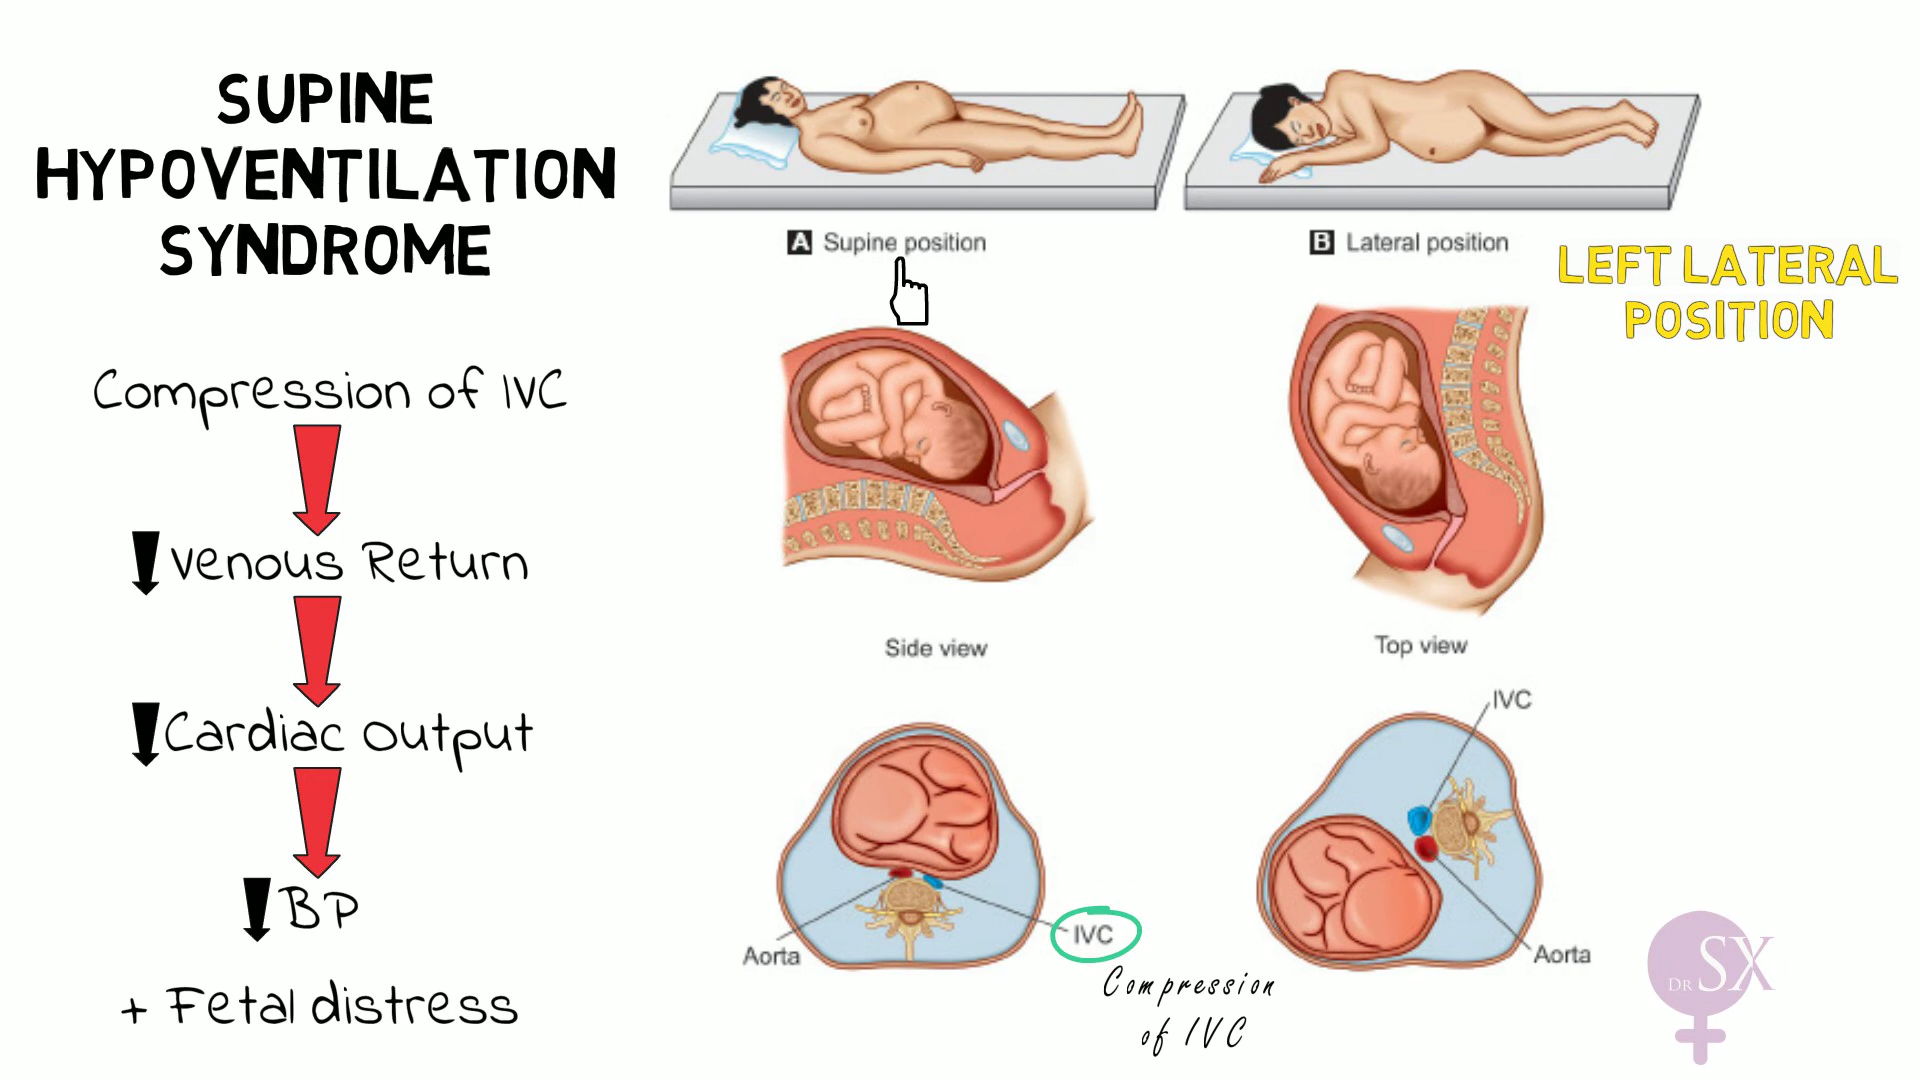 SUPINE
HYPOVENTILATION
SYNDROME
Compression of IVC
Venous Return
Cardiac Output
BP
+ Fetal distress
A Supine position
B Lateral position
LEFT LATERAL
POSITION
Side view
Top view
IVC
Aorta
IVC
Compression
of IVC
Aorta
DR SX